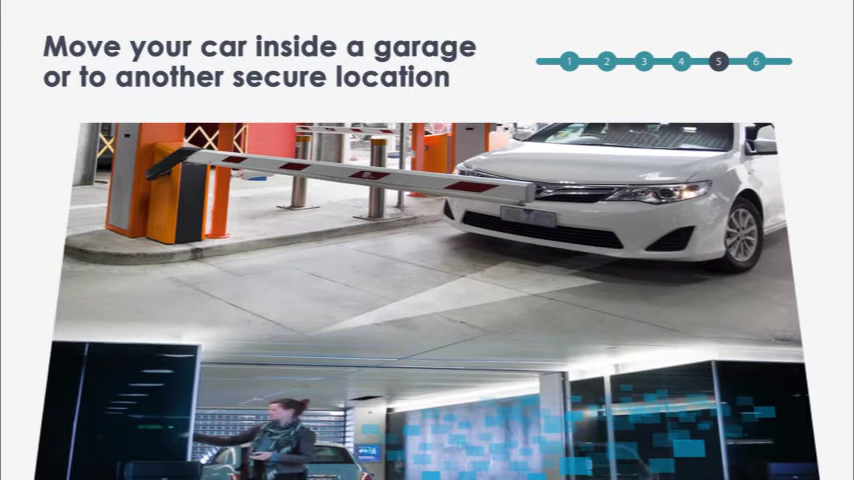 Move your car inside a garage
or to another secure location
1 2 3 4 5 6